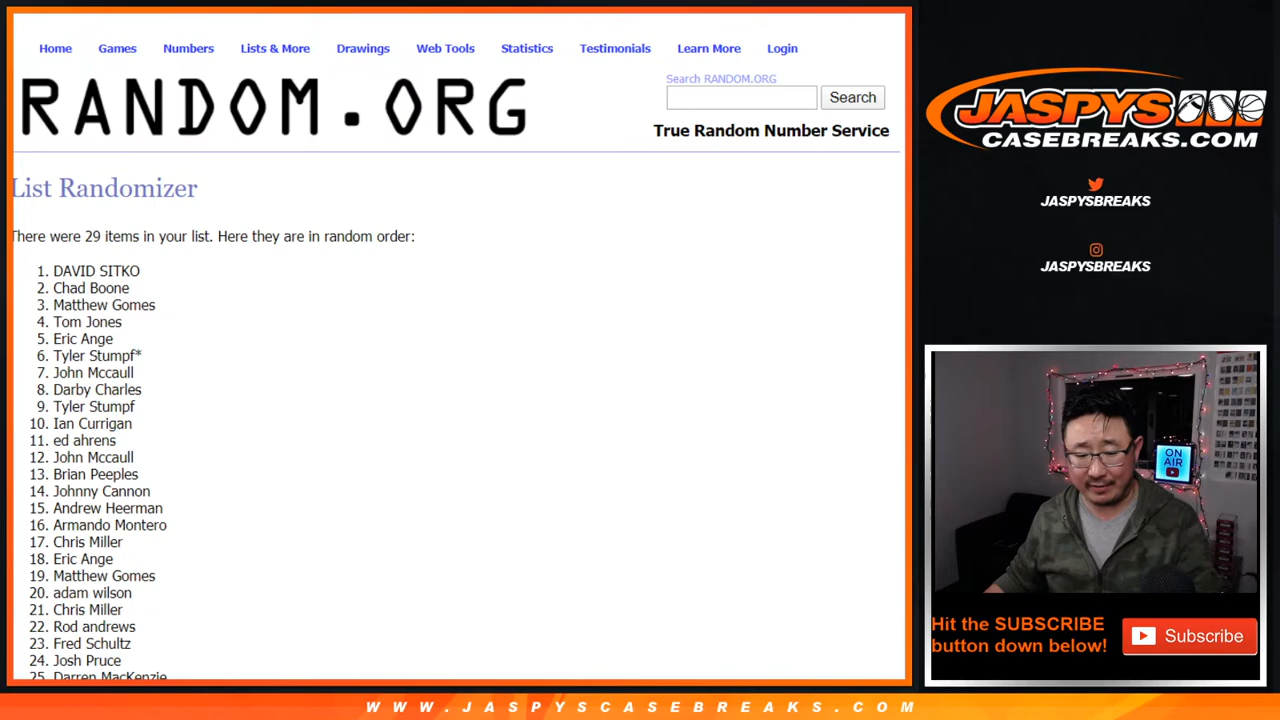 Home Games Numbers Lists & More Drawings Web Tools Statistics Testimonials Learn More Login
RANDOM.ORG
Search RANDOM.ORG
Search
True Random Number Service
List Randomizer
There were 29 items in your list. Here they are in random order:
1. DAVID SITKO
2. Chad Boone
3. Matthew Gomes
4. Tom Jones
5. Eric Ange
6. Tyler Stumpf*
7. John Mccaull
8. Darby Charles
9. Tyler Stumpf
10. Ian Currigan
11. ed ahrens
12. John Mccaull
13. Brian Peeples
14. Johnny Cannon
15. Andrew Heerman
16. Armando Montero
17. Chris Miller
18. Eric Ange
19. Matthew Gomes
20. adam wilson
21. Chris Miller
22. Rod andrews
23. Fred Schultz
24. Josh Pruce
25. Darren MacKenzie
JASPYS
CASEBREAKS.COM
JASPYSBREAKS
JASPYSBREAKS
ON
AIR
Hit the SUBSCRIBE
button down below!
Subscribe
WWW.JASPYSCASEBREAKS.COM